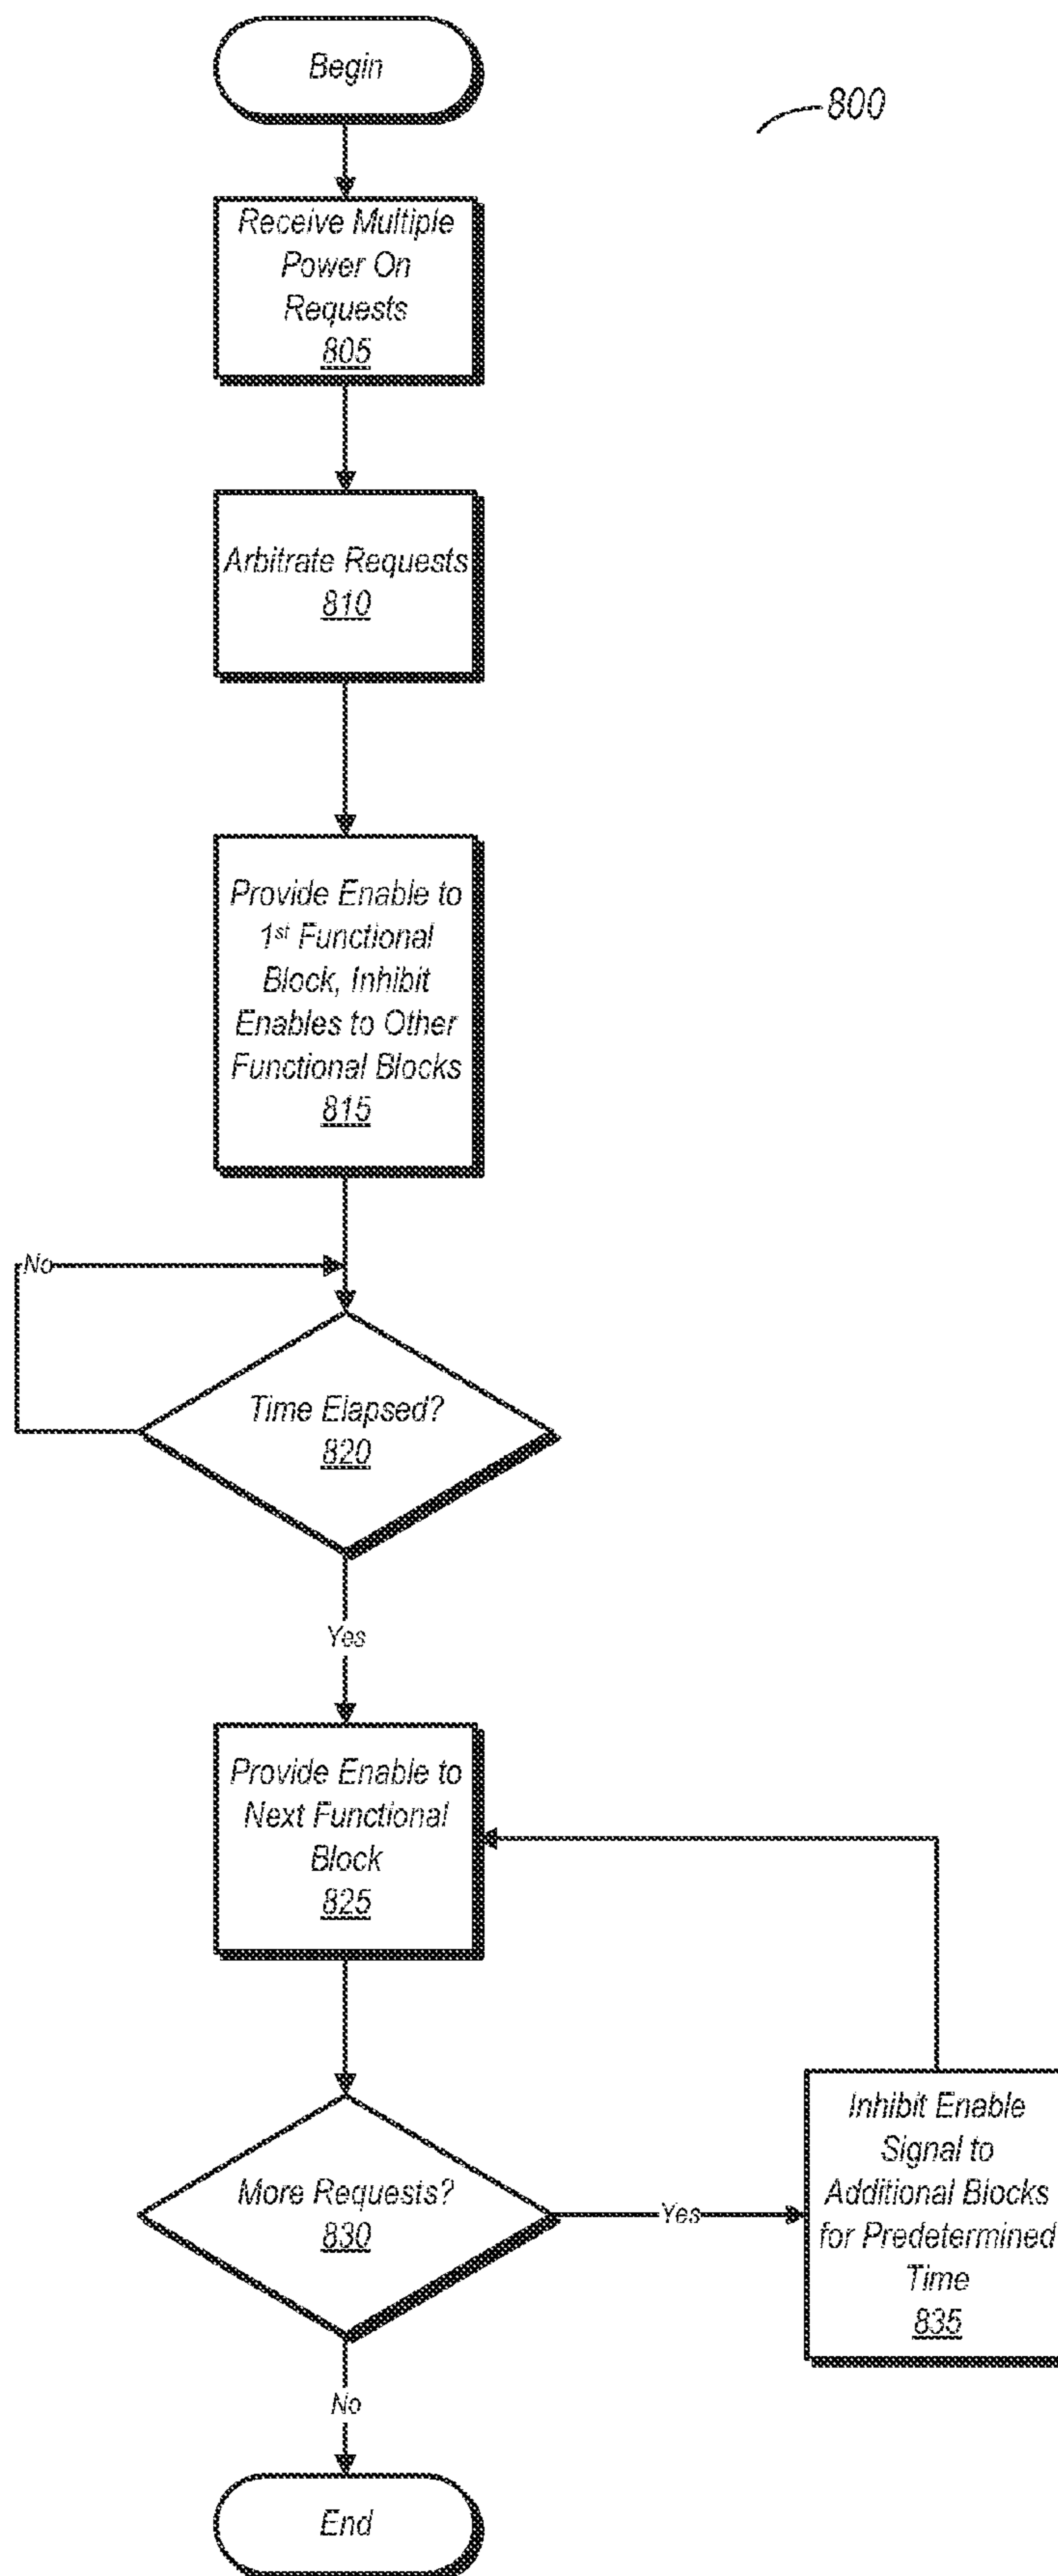 Begin
800
Receive Multiple
Power On
Requests
805
Arbitrate Requests
810
Provide Enable to
1st Functional
Block, Inhibit
Enables to Other
Functional Blocks
815
No
Time Elapsed?
820
Yes
Provide Enable to
Next Functional
Block
825
More Requests?
830
Yes
Inhibit Enable
Signal to
Additional Blocks
for Predetermined
Time
835
No
End